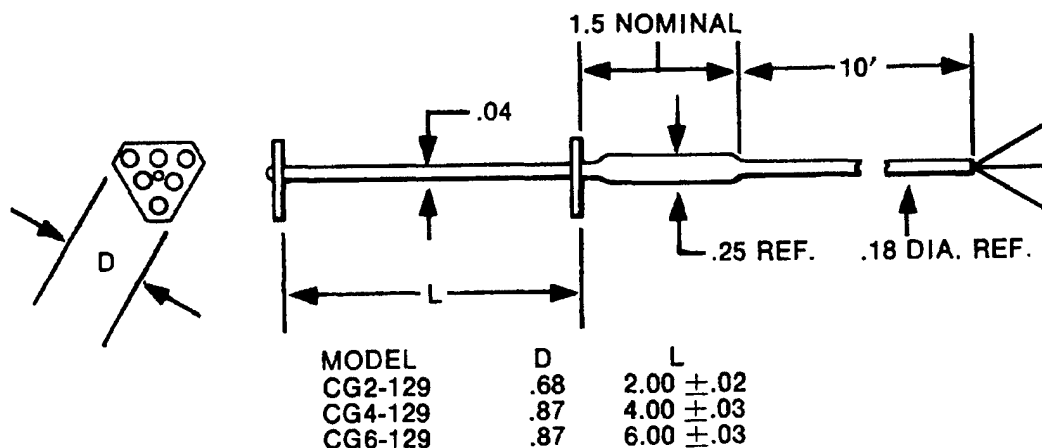 1.5 NOMINAL
10'
.04
D
.25 REF.
.18 DIA. REF.
L
MODEL D L
CG2-129 .68 2.00 ±.02
CG4-129 .87 4.00 ±.03
CG6-129 .87 6.00 ±.03